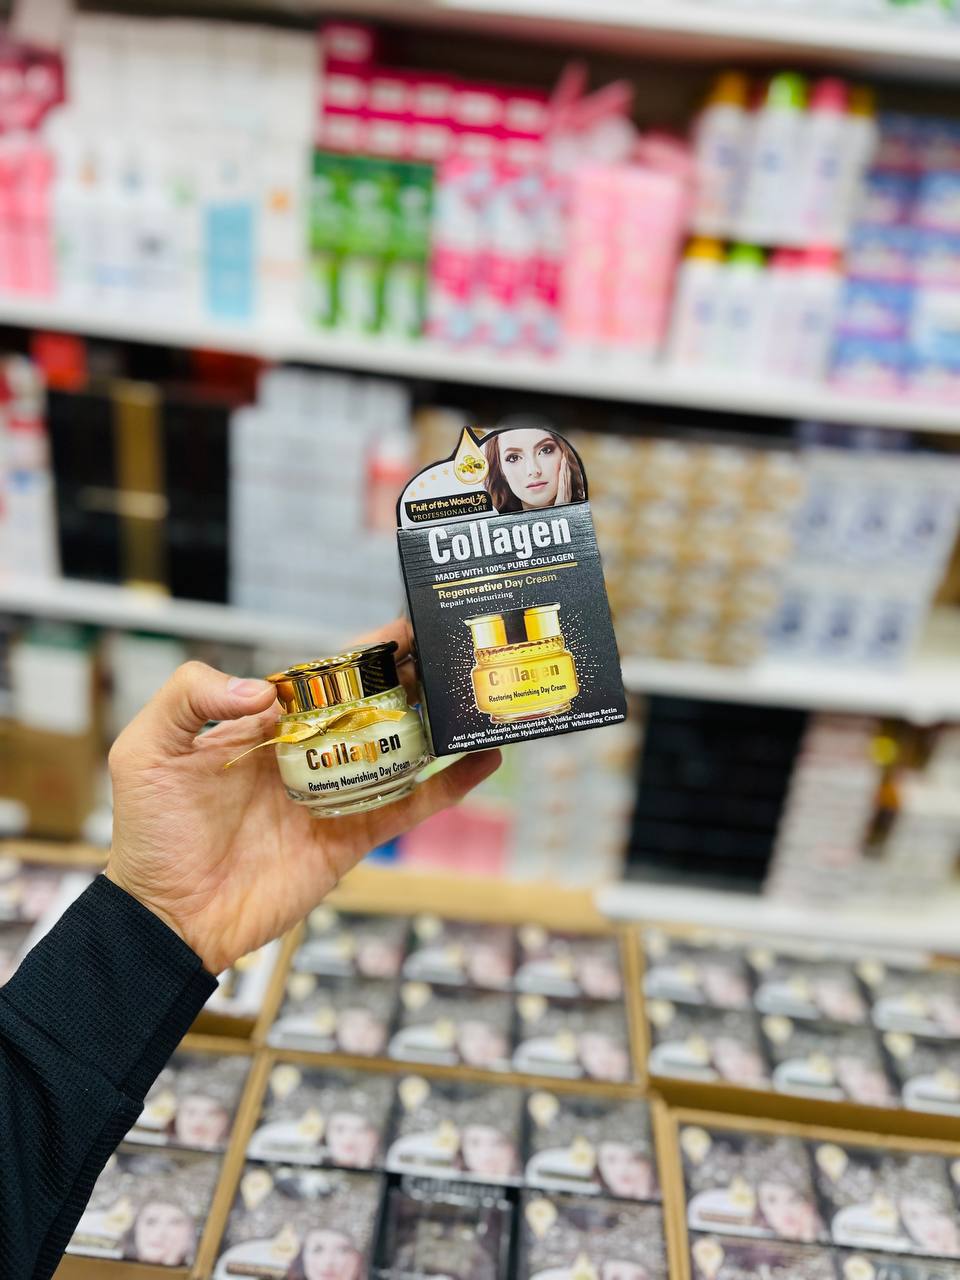 Fruit of the Wokali
PROFESSIONAL CARE
Collagen
MADE WITH 100% PURE COLLAGEN
Regenerative Day Cream
Repair Moisturizing
Collagen
Restoring Nourishing Day Cream
Anti Aging Vitamin Moisturizer Wrinkle Collagen Retin
Collagen Wrinkles Acne Hyaluronic Acid Whitening Cream
Collagen
Restoring Nourishing Day Cream